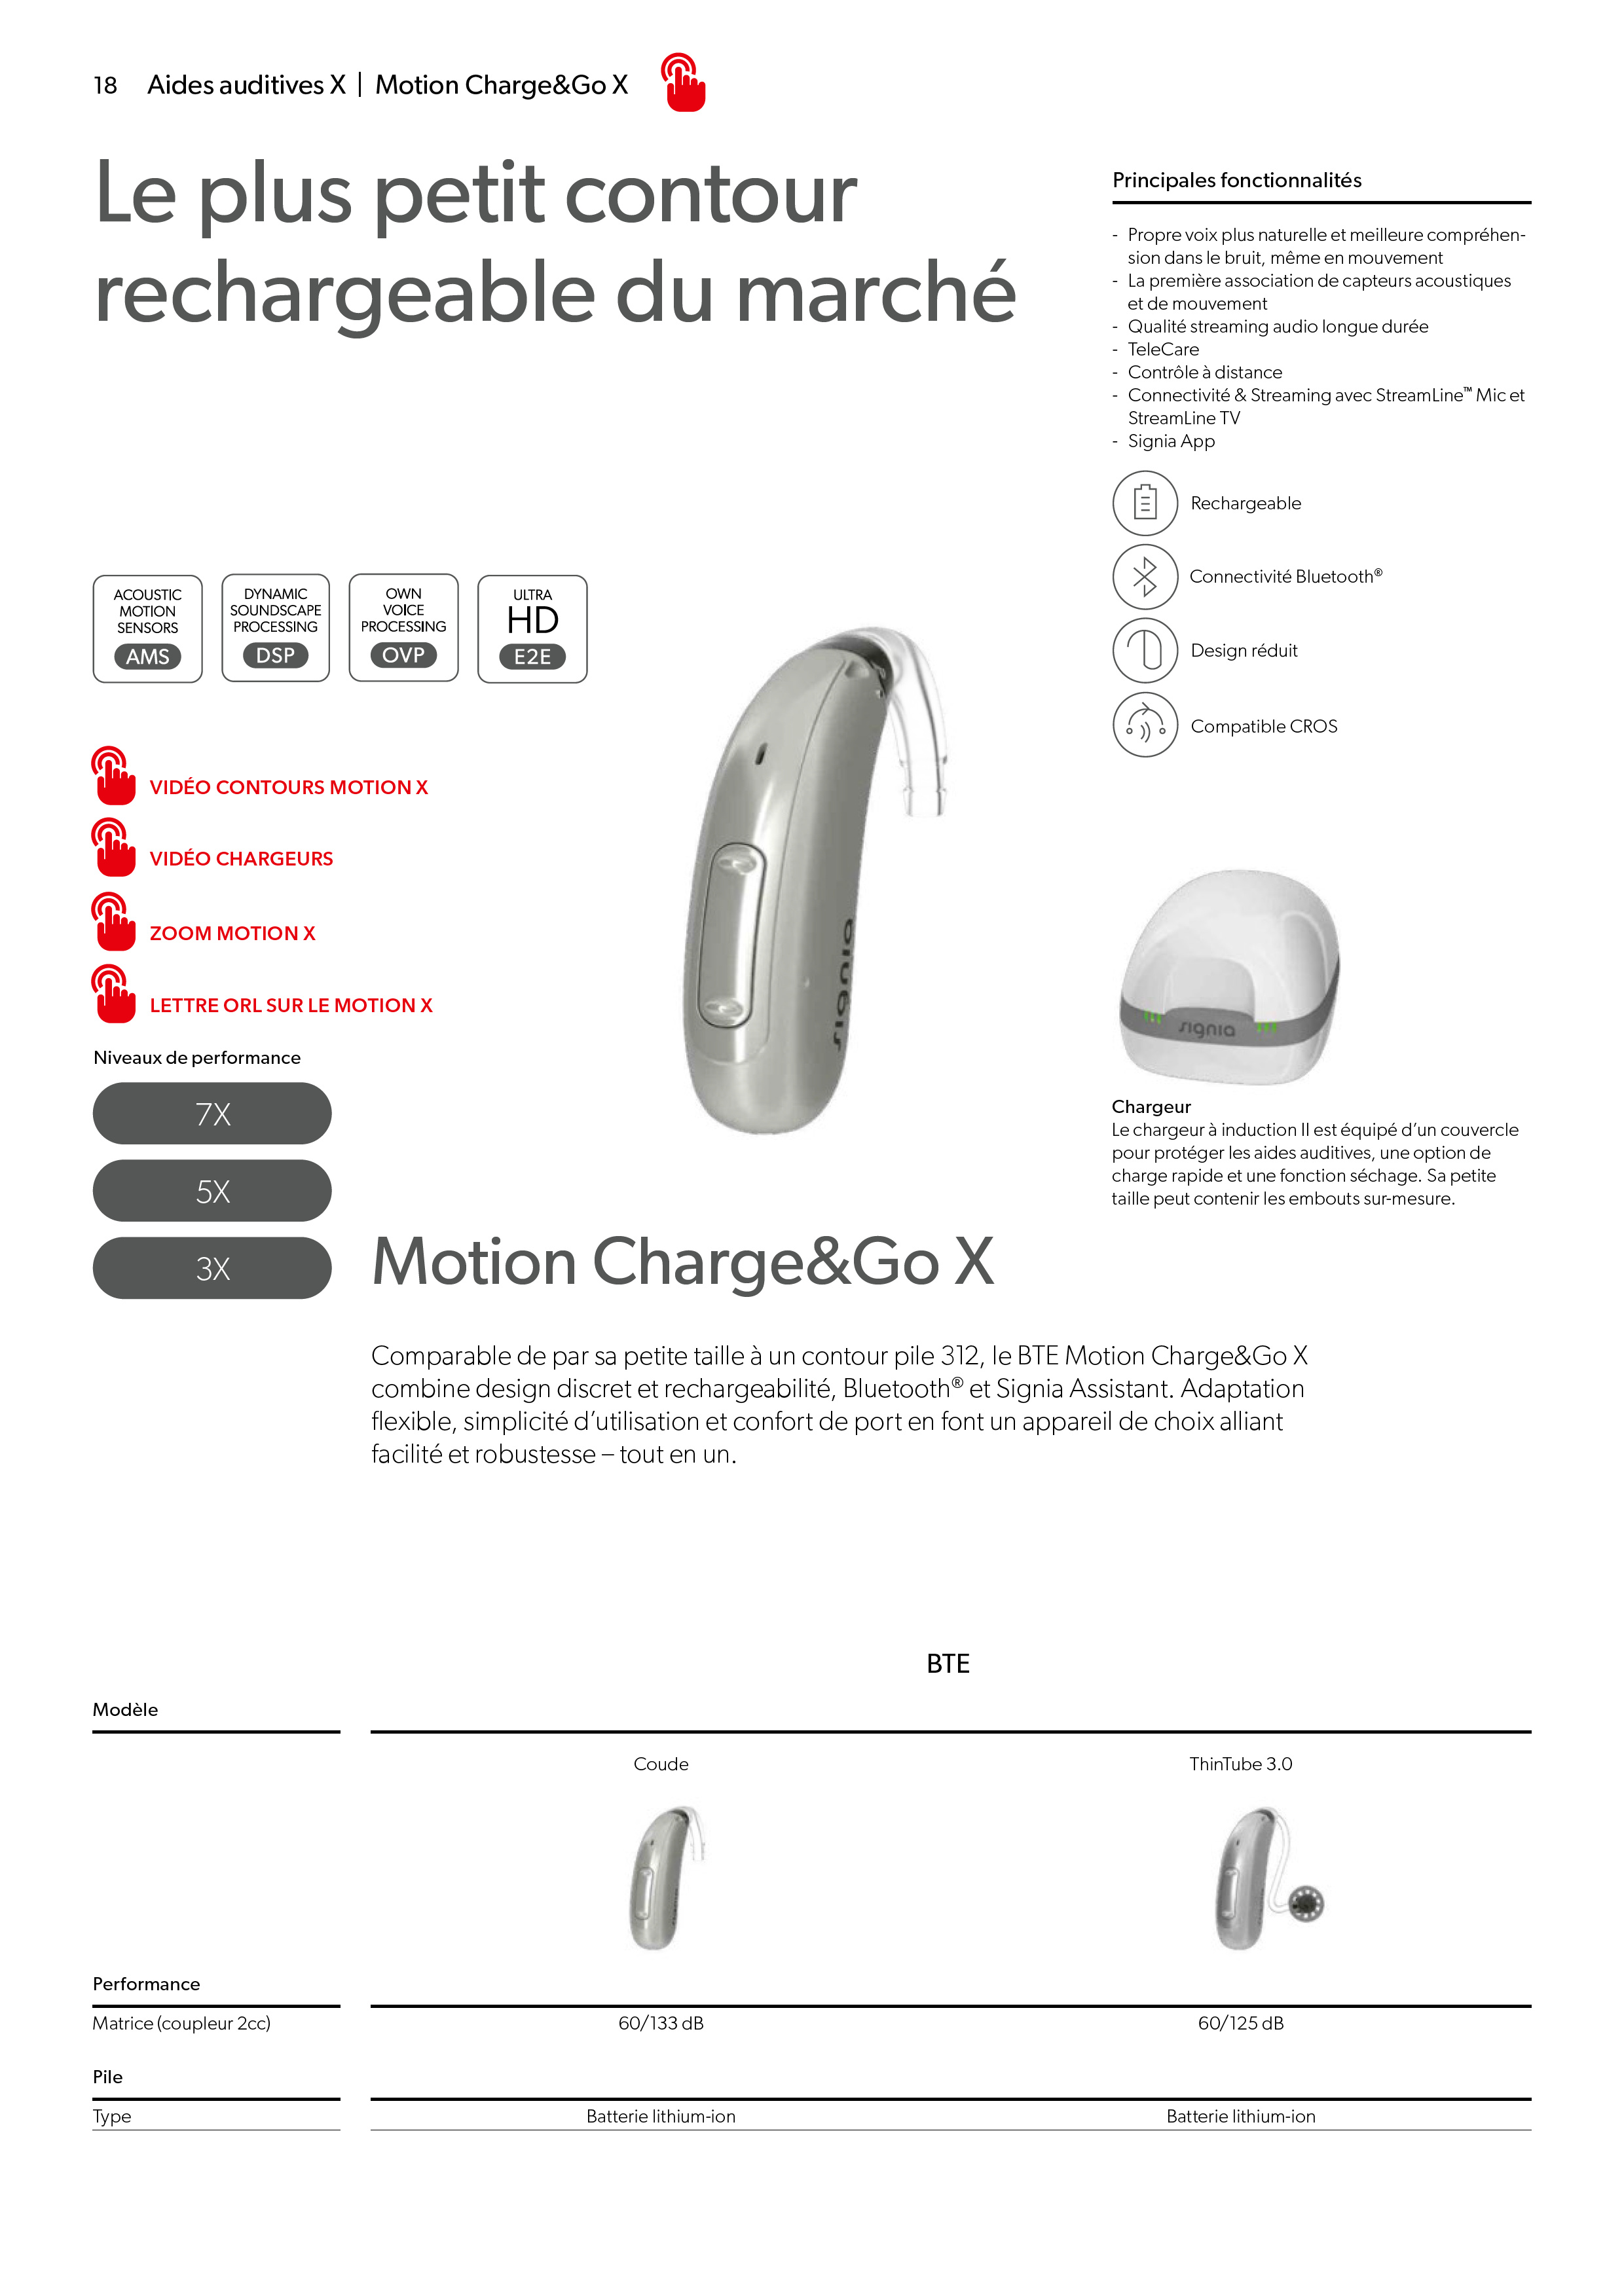 18 Aides auditives X | Motion Charge&Go X
Le plus petit contour
rechargeable du marché
Principales fonctionnalités
- Propre voix plus naturelle et meilleure compréhen-
sion dans le bruit, même en mouvement
- La première association de capteurs acoustiques
et de mouvement
- Qualité streaming audio longue durée
- TeleCare
- Contrôle à distance
- Connectivité & Streaming avec StreamLine™ Mic et
StreamLine TV
- Signia App
Rechargeable
Connectivité Bluetooth®
Design réduit
Compatible CROS
ACOUSTIC
MOTION
SENSORS
AMS
DYNAMIC
SOUNDSCAPE
PROCESSING
DSP
OWN
VOICE
PROCESSING
OVP
ULTRA
HD
E2E
VIDÉO CONTOURS MOTION X
VIDÉO CHARGEURS
ZOOM MOTION X
LETTRE ORL SUR LE MOTION X
signia
signia
Niveaux de performance
7X
5X
3X
Chargeur
Le chargeur à induction II est équipé d’un couvercle
pour protéger les aides auditives, une option de
charge rapide et une fonction séchage. Sa petite
taille peut contenir les embouts sur-mesure.
Motion Charge&Go X
Comparable de par sa petite taille à un contour pile 312, le BTE Motion Charge&Go X
combine design discret et rechargeabilité, Bluetooth® et Signia Assistant. Adaptation
flexible, simplicité d’utilisation et confort de port en font un appareil de choix alliant
facilité et robustesse – tout en un.
BTE
Modèle
Coude ThinTube 3.0
Performance
Matrice (coupleur 2cc) 60/133 dB 60/125 dB
Pile
Type Batterie lithium-ion Batterie lithium-ion